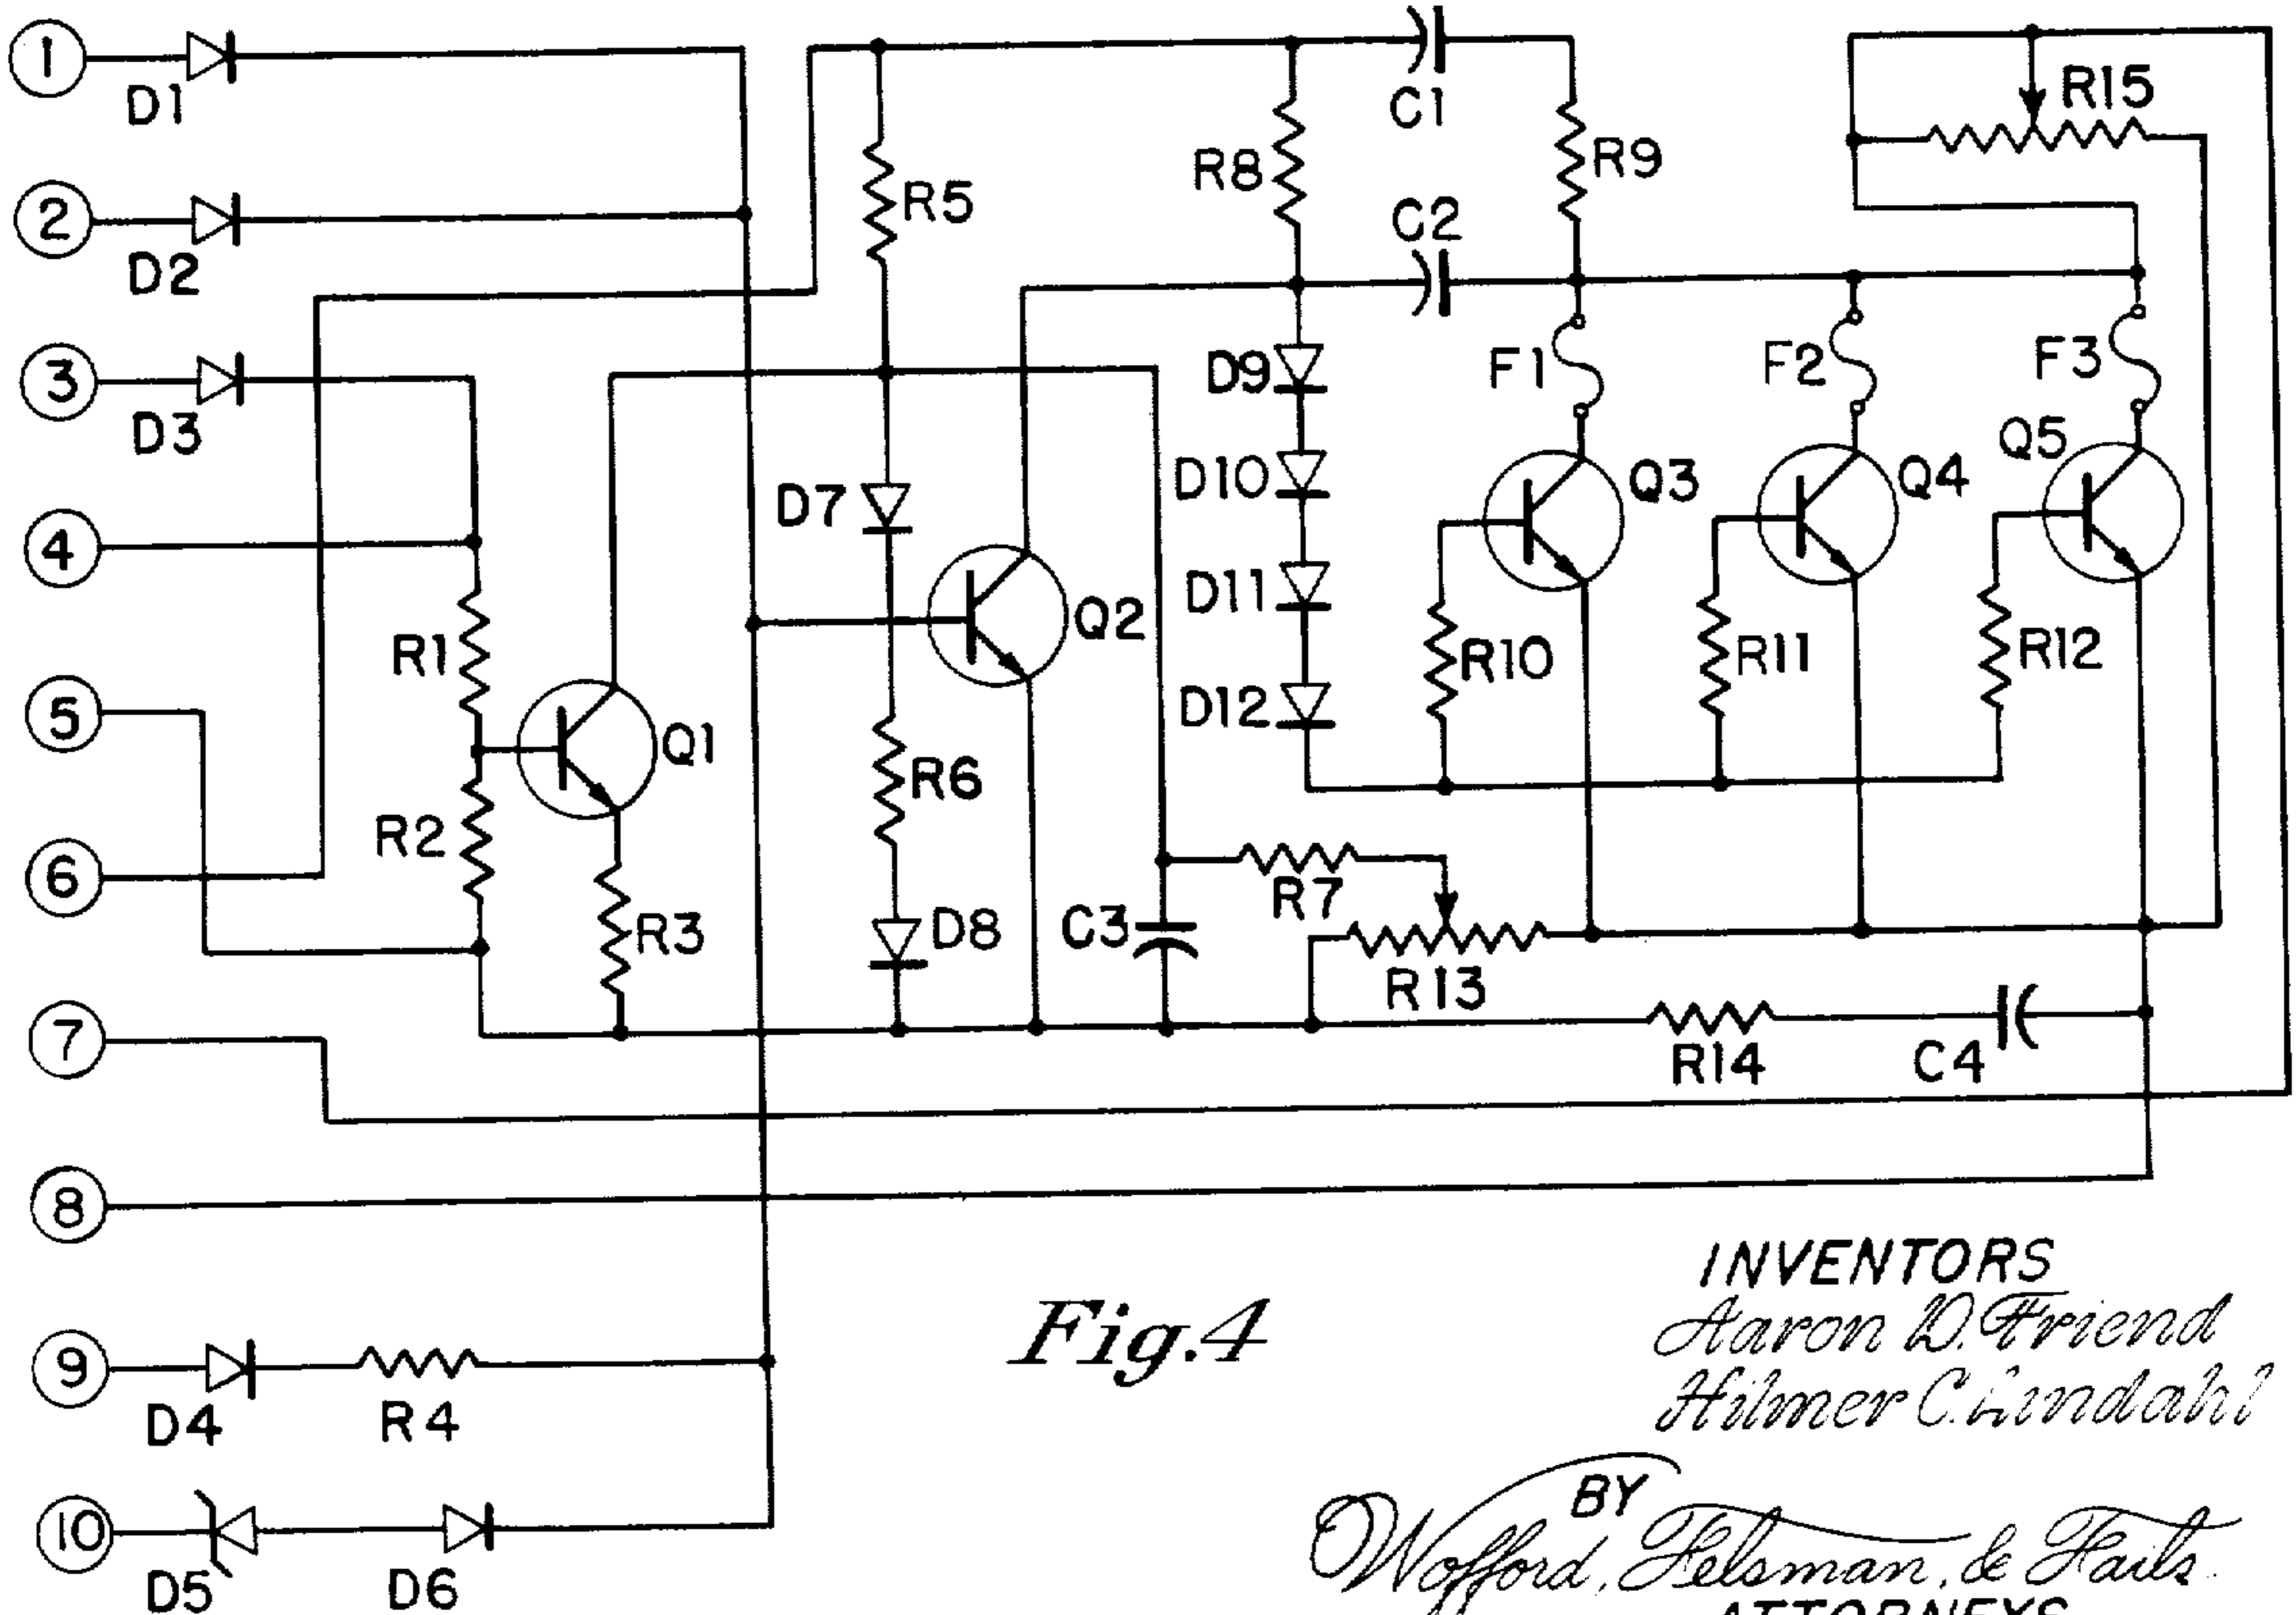 1
D1
2
D2
3
D3
4
5
6
7
8
9
D4
R4
10
D5
D6
R1
R2
Q1
R3
R5
D7
R6
D8
Q2
R8
C1
R9
C2
D9
D10
D11
D12
F1
F2
F3
Q3
Q4
Q5
R10
R11
R12
R15
C3
R7
R13
R14
C4
Fig.4
INVENTORS
Aaron D. Friend
Hilmer C. Lindahl
BY
Wofford, Felsman, & Fails
ATTORNEYS